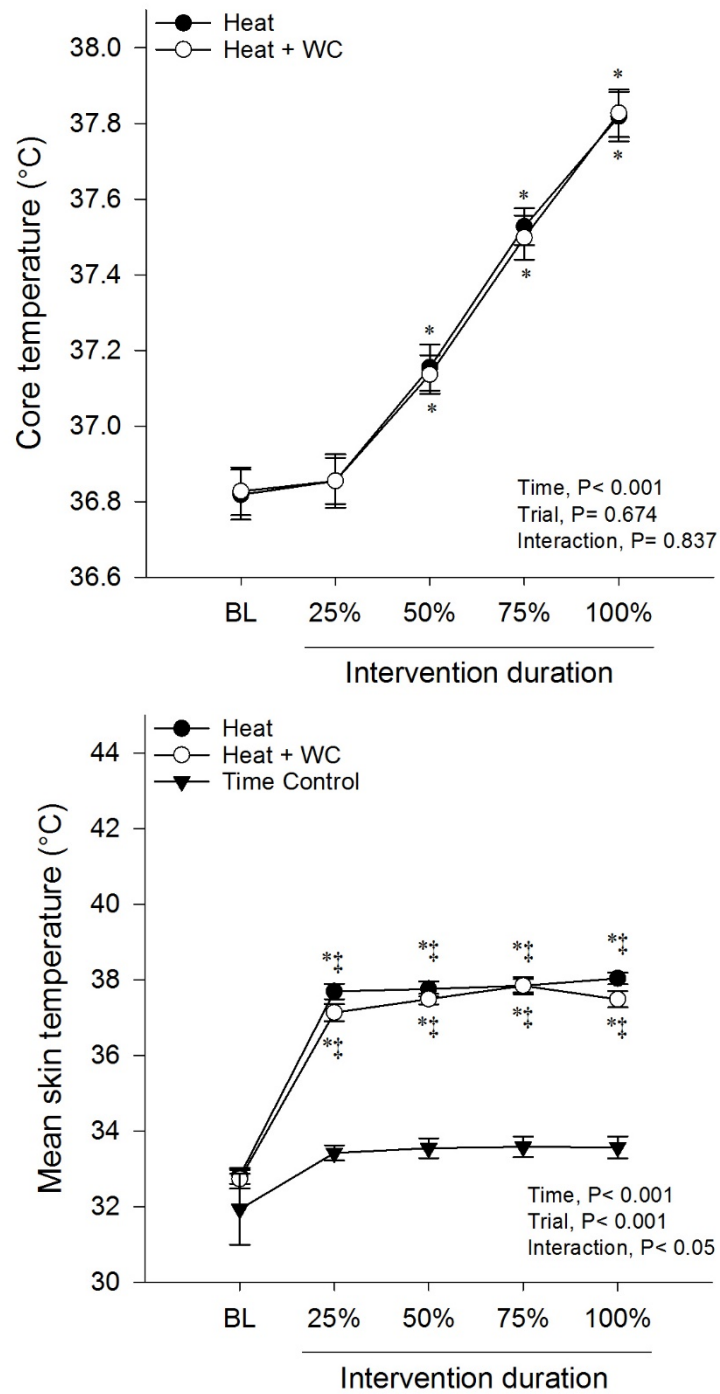 Heat
Heat + WC
38.0
37.8
37.6
37.4
37.2
37.0
36.8
36.6
Core temperature (°C)
*
*
*
*
*
*
Time, P< 0.001
Trial, P= 0.674
Interaction, P= 0.837
BL 25% 50% 75% 100%
Intervention duration
Heat
Heat + WC
Time Control
44
42
40
38
36
34
32
30
Mean skin temperature (°C)
*‡ *‡ *‡ *‡
*‡ *‡ *‡ *‡
Time, P< 0.001
Trial, P< 0.001
Interaction, P< 0.05
BL 25% 50% 75% 100%
Intervention duration